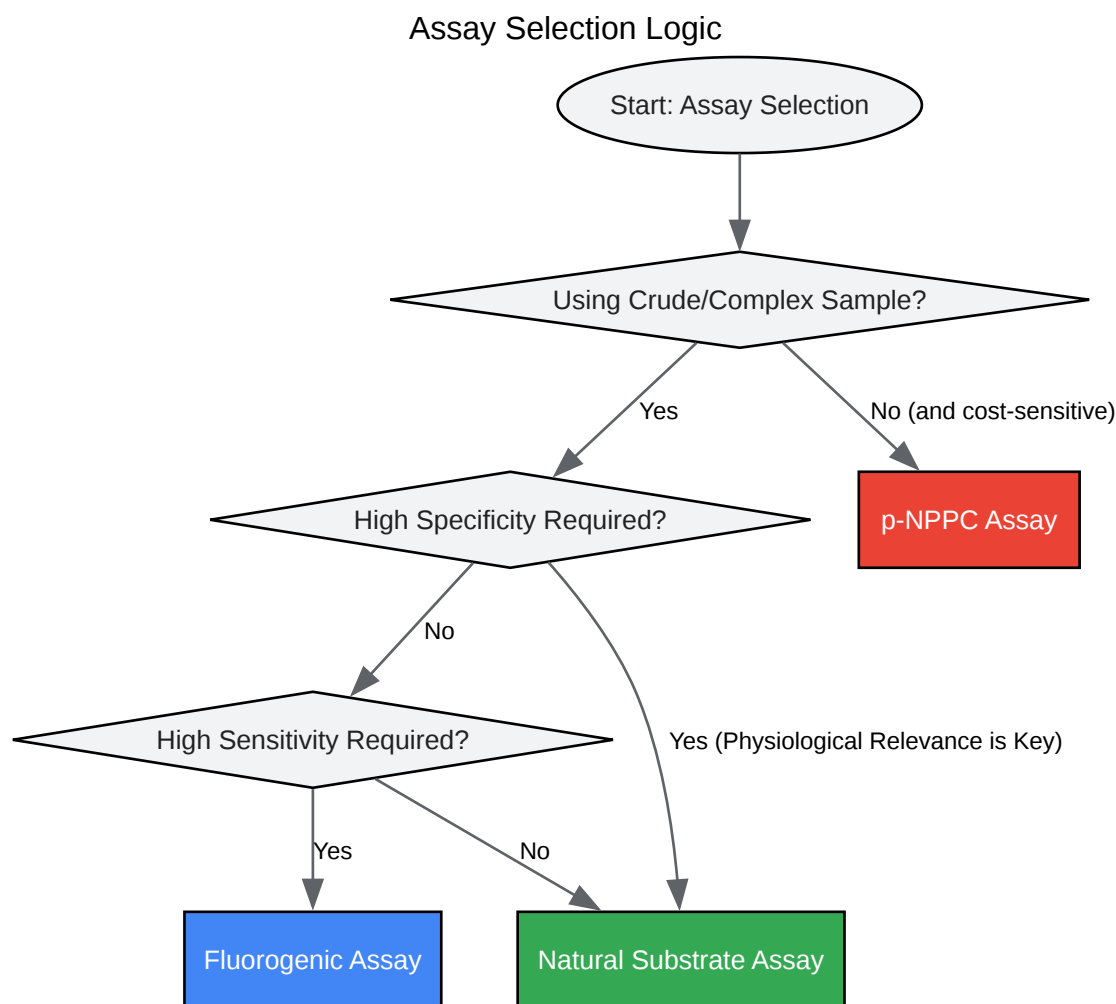 Assay Selection Logic
Start: Assay Selection
Using Crude/Complex Sample?
Yes
No (and cost-sensitive)
High Specificity Required?
p-NPPC Assay
No
High Sensitivity Required?
Yes (Physiological Relevance is Key)
Yes
No
Fluorogenic Assay
Natural Substrate Assay